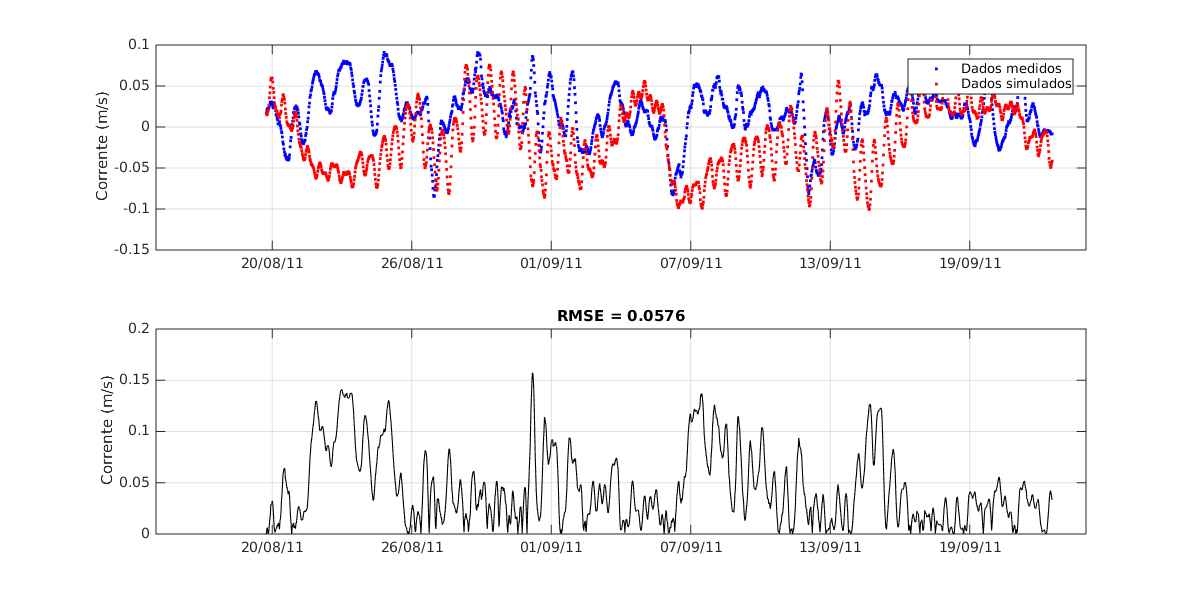 0.1
0.05
0
-0.05
-0.1
-0.15
Corrente (m/s)
Dados medidos
Dados simulados
20/08/11 26/08/11 01/09/11 07/09/11 13/09/11 19/09/11
RMSE = 0.0576
0.2
0.15
0.1
0.05
0
Corrente (m/s)
20/08/11 26/08/11 01/09/11 07/09/11 13/09/11 19/09/11